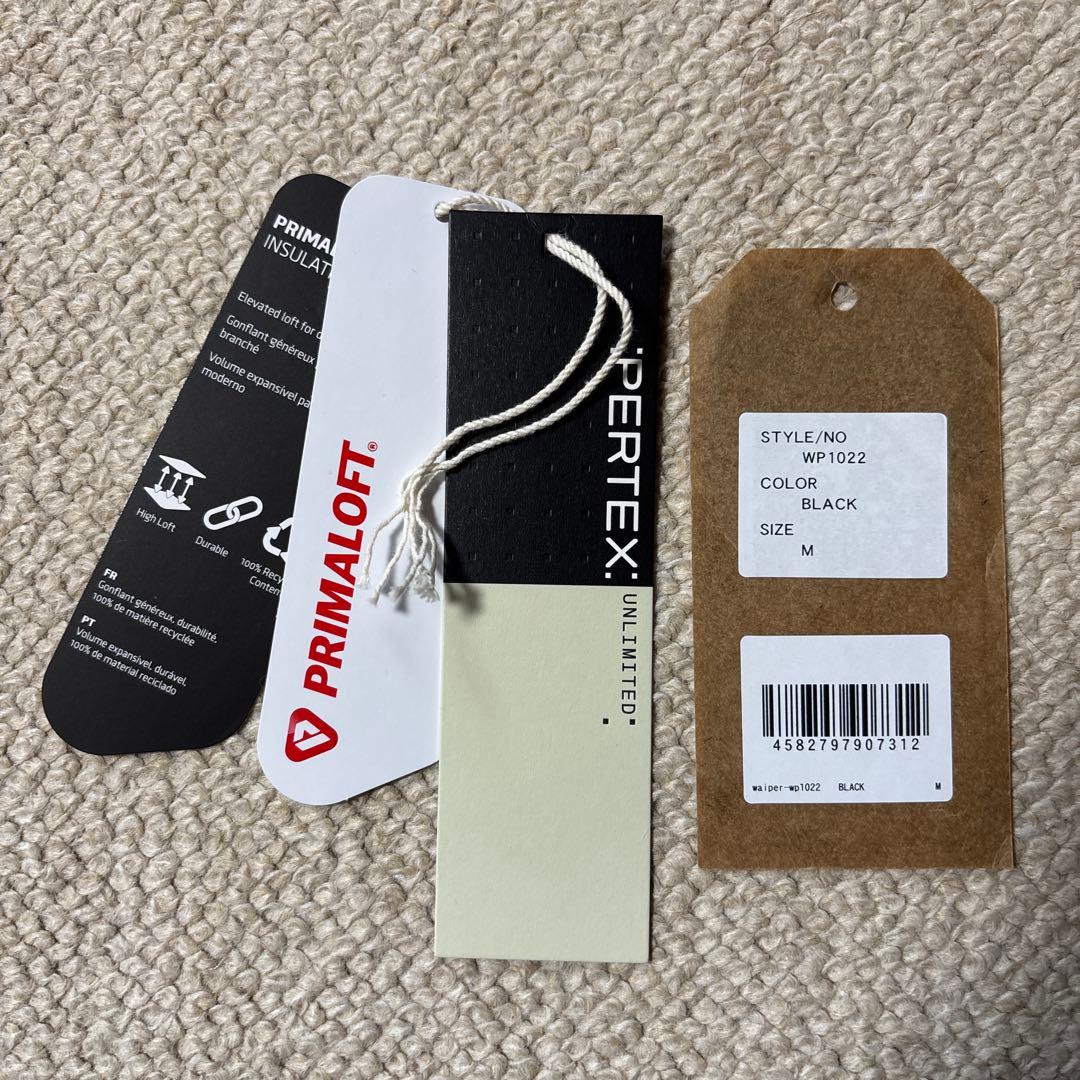 PRIMAL
INSULAT
Elevated loft for
Gonflant généreux
branché
Volume expansível pa
moderno
High Loft
Durable
100% Recy
Conten
FR
Gonflant généreux, durabilité,
100% de matière recyclée
PT
Volume expansivel, durável,
100% de material reciclado
PRIMALOFT®
PERTEX
UNLIMITED
STYLE/NO
WP1022
COLOR
BLACK
SIZE
M
4582797907312
waiper-wp1022 BLACK M